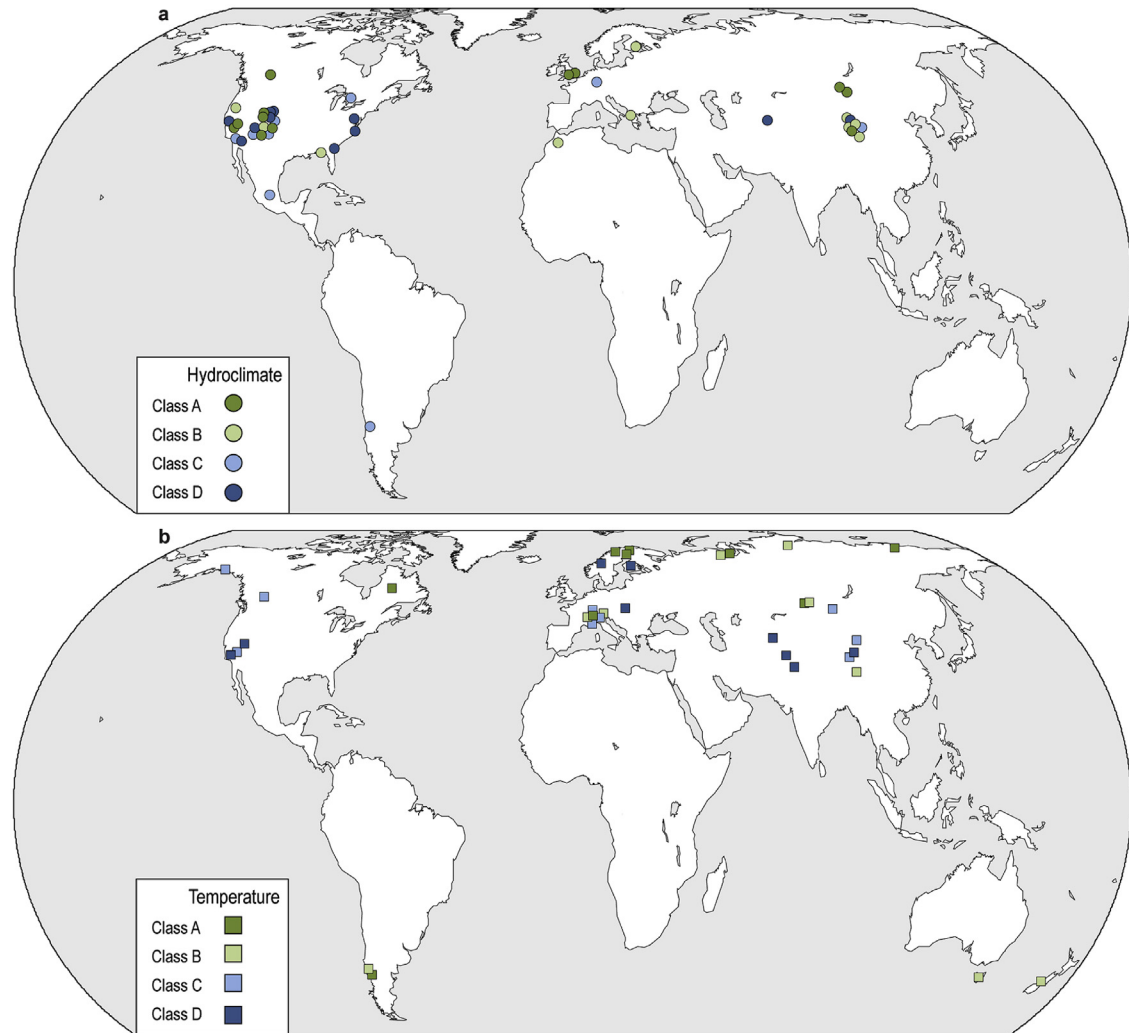 a
Hydroclimate
Class A
Class B
Class C
Class D
b
Temperature
Class A
Class B
Class C
Class D